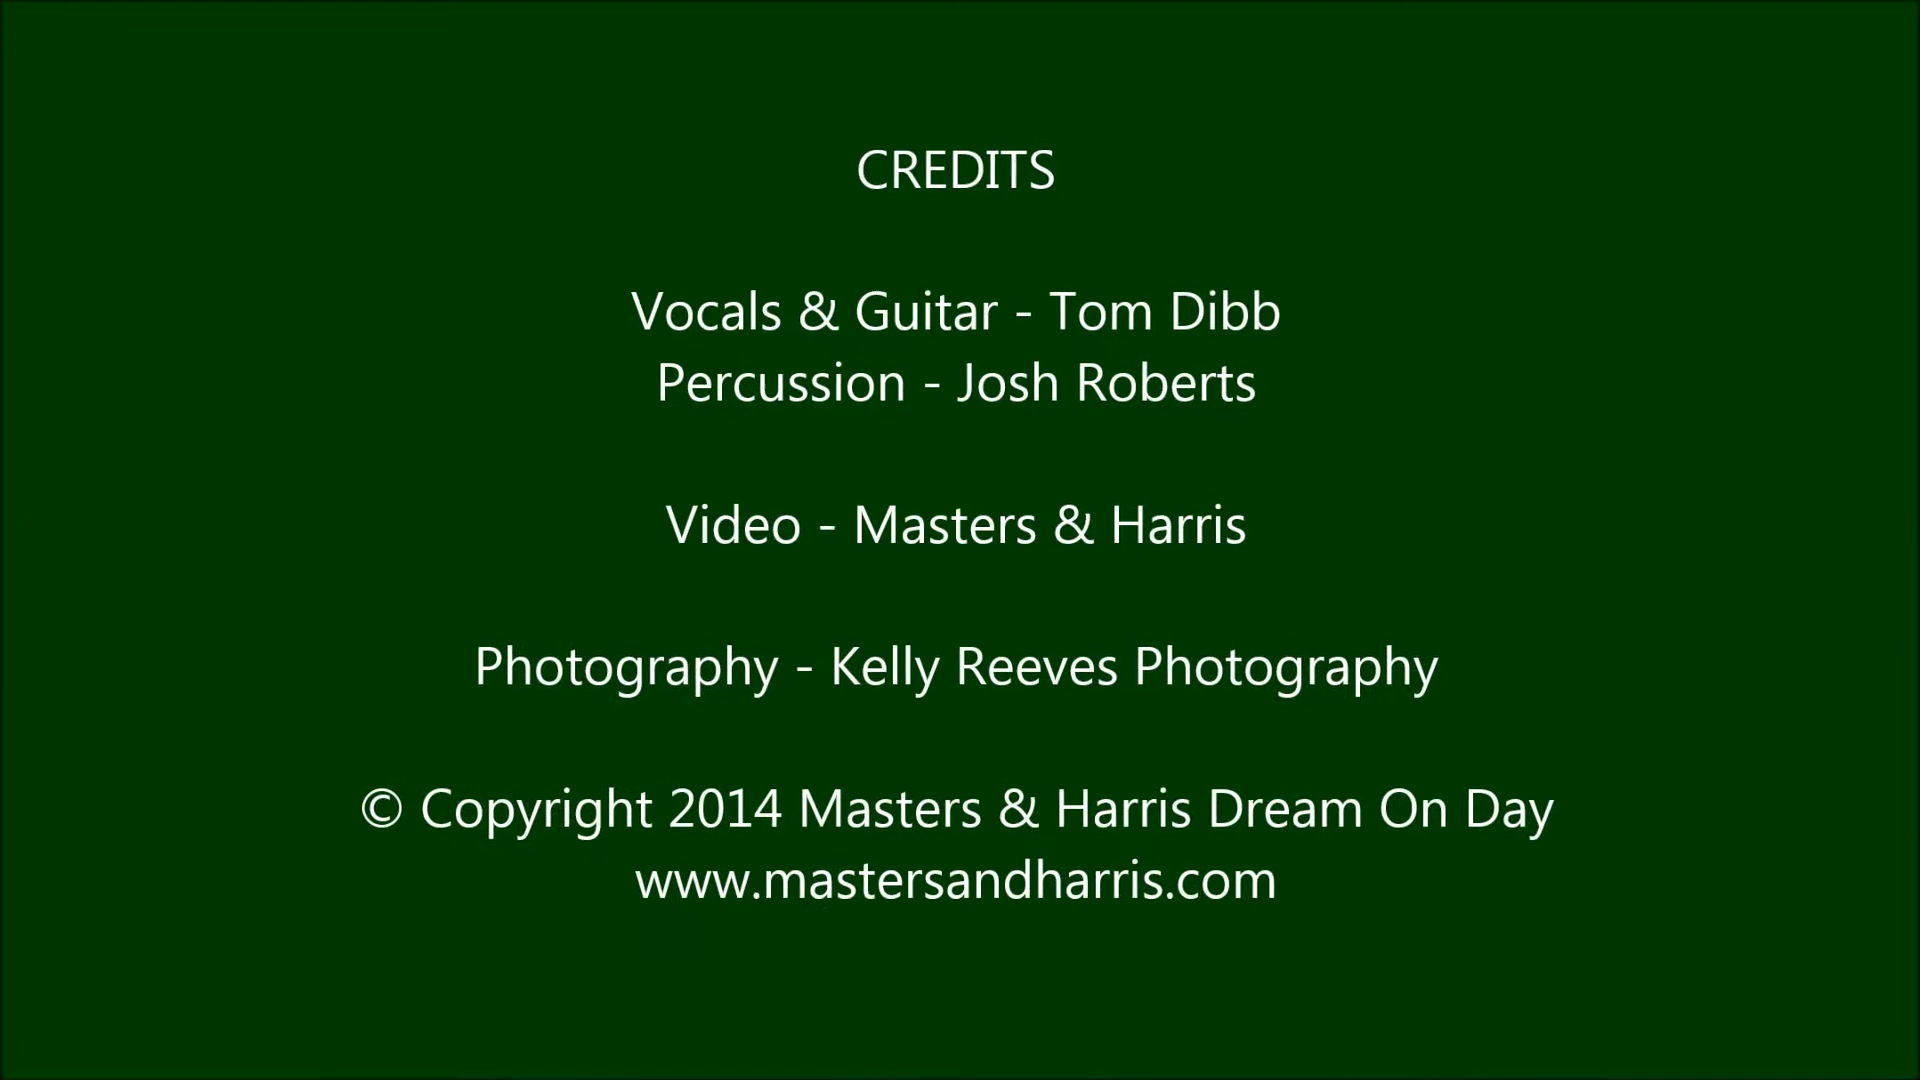 CREDITS
Vocals & Guitar - Tom Dibb
Percussion - Josh Roberts
Video - Masters & Harris
Photography - Kelly Reeves Photography
© Copyright 2014 Masters & Harris Dream On Day
www.mastersandharris.com